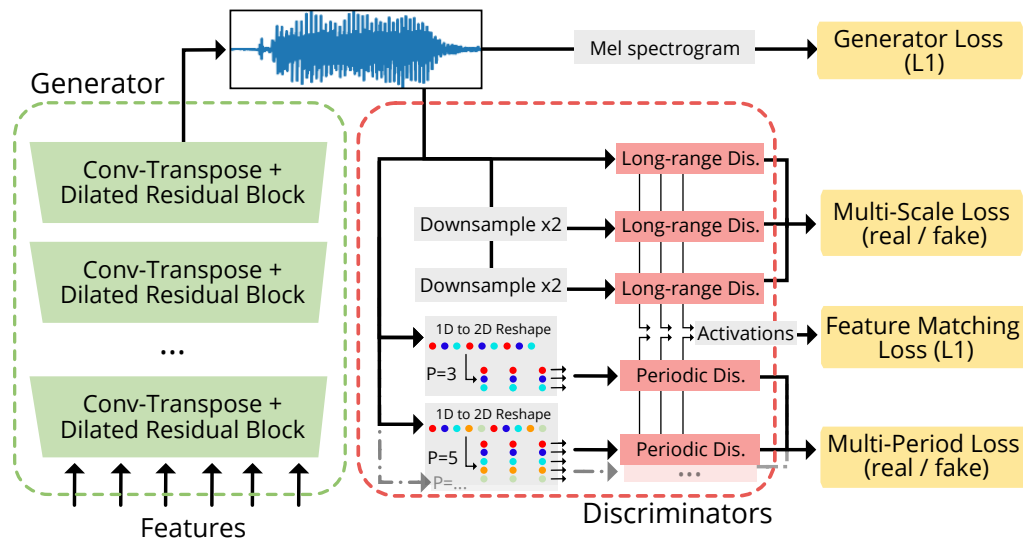 Mel spectrogram
Generator Loss
(L1)
Generator
Conv-Transpose +
Dilated Residual Block
Conv-Transpose +
Dilated Residual Block
...
Conv-Transpose +
Dilated Residual Block
Features
Long-range Dis.
Downsample x2
Long-range Dis.
Downsample x2
Long-range Dis.
Multi-Scale Loss
(real / fake)
Activations
Feature Matching
Loss (L1)
1D to 2D Reshape
P=3
Periodic Dis.
1D to 2D Reshape
P=5
Periodic Dis.
P=...
...
Multi-Period Loss
(real / fake)
Discriminators